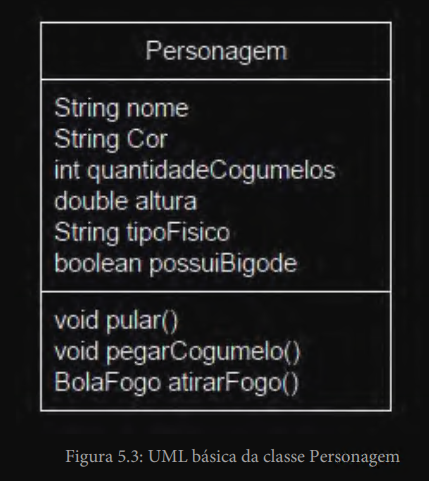 Personagem
String nome
String Cor
int quantidadeCogumelos
double altura
String tipoFisico
boolean possuiBigode
void pular()
void pegarCogumelo()
BolaFogo atirarFogo()
Figura 5.3: UML básica da classe Personagem